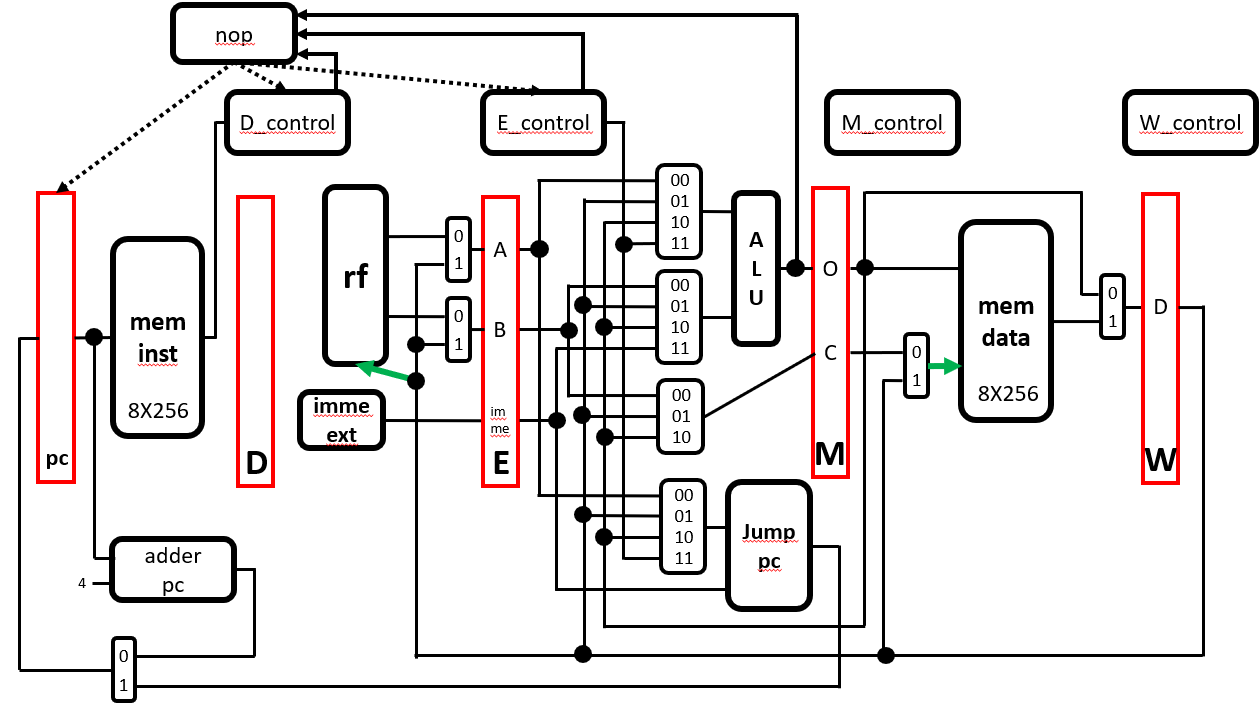 nop
D_control
E_control
M_control
W_control
pc
mem
inst
8X256
D
rf
imme
ext
0
1
0
1
A
B
im
me
E
00
01
10
11
00
01
10
11
00
01
10
00
01
10
11
A
L
U
Jump
pc
O
C
M
0
1
mem
data
8X256
0
1
D
W
adder
pc
4
0
1